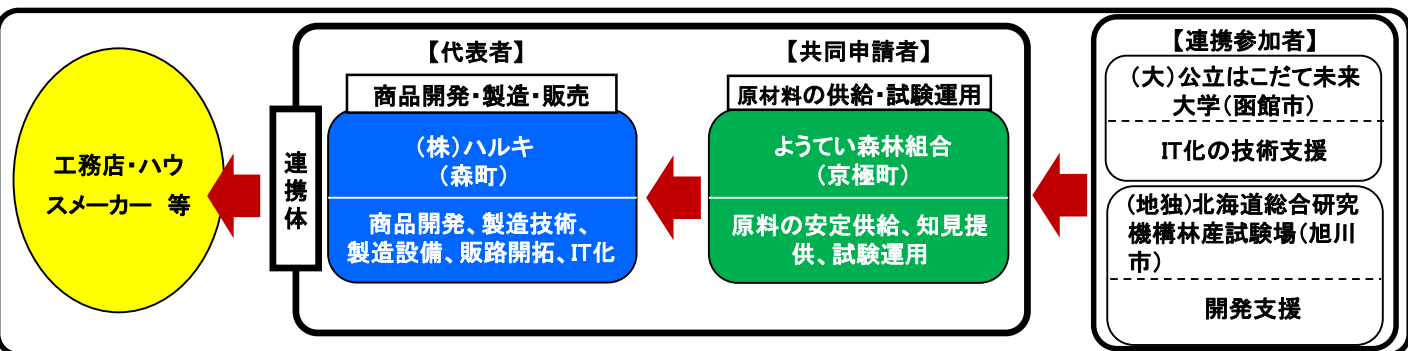 工務店・ハウ
スメーカー 等
連携体
【代表者】
商品開発・製造・販売
(株)ハルキ
(森町)
商品開発、製造技術、
製造設備、販路開拓、IT化
【共同申請者】
原材料の供給・試験運用
ようてい森林組合
(京極町)
原料の安定供給、知見提
供、試験運用
【連携参加者】
(大)公立はこだて未来
大学(函館市)
IT化の技術支援
(地独)北海道総合研究
機構林産試験場(旭川
市)
開発支援